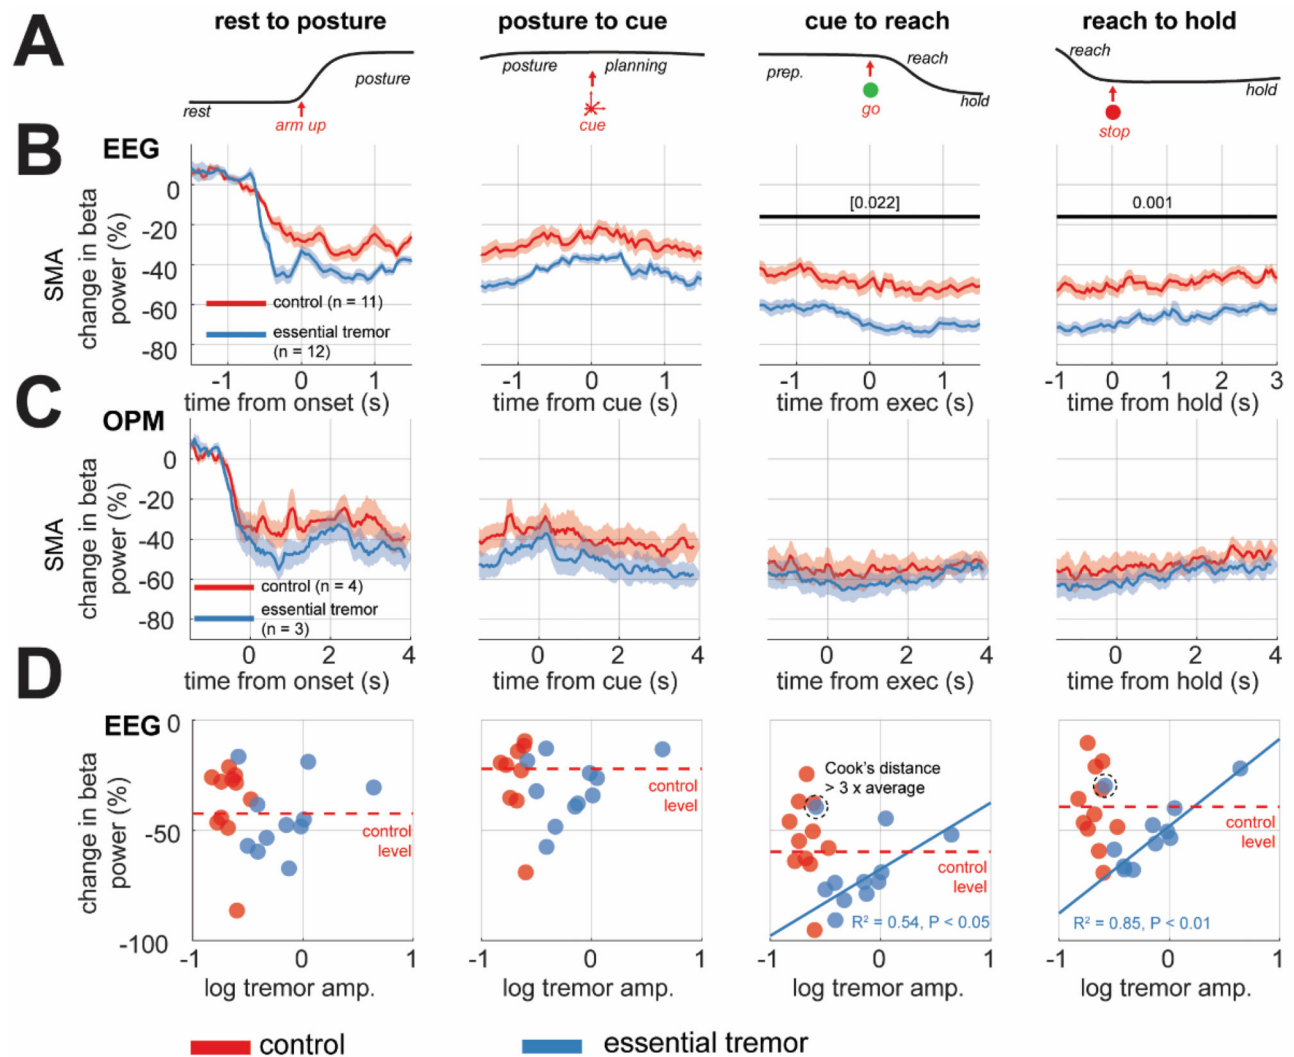 A
rest to posture
posture to cue
cue to reach
reach to hold
rest
posture
arm up
posture
planning
cue
prep.
reach
hold
go
reach
hold
stop
B
EEG
SMA
change in beta
power (%)
0
-20
-40
-60
-80
control (n = 11)
essential tremor
(n = 12)
[0.022]
0.001
-1 0 1
-1 0 1
-1 0 1
-1 0 1 2 3
time from onset (s)
time from cue (s)
time from exec (s)
time from hold (s)
C
OPM
SMA
change in beta
power (%)
0
-20
-40
-60
-80
control (n = 4)
essential tremor
(n = 3)
0 4
0 4
0 4
0 4
time from onset (s)
time from cue (s)
time from exec (s)
time from hold (s)
D
EEG
change in beta
power (%)
0
-50
-100
control
level
control
level
Cook's distance
> 3 x average
control
level
R² = 0.54, P < 0.05
control
level
R² = 0.85, P < 0.01
-1 0 1
-1 0 1
-1 0 1
-1 0 1
log tremor amp.
log tremor amp.
log tremor amp.
log tremor amp.
control
essential tremor